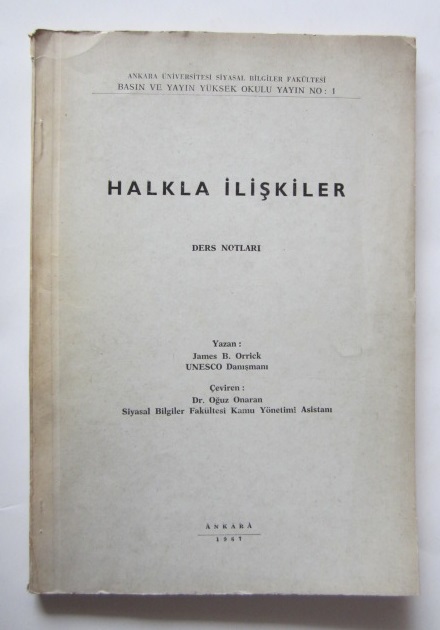 ANKARA ÜNİVERSİTESİ SİYASAL BİLGİLER FAKÜLTESİ
BASIN VE YAYIN YÜKSEK OKULU YAYIN NO: 1
HALKLA İLİŞKİLER
DERS NOTLARI
Yazan :
James B. Orrick
UNESCO Danışmanı
Çeviren :
Dr. Oğuz Onaran
Siyasal Bilgiler Fakültesi Kamu Yönetimi Asistanı
ANKARA
1967